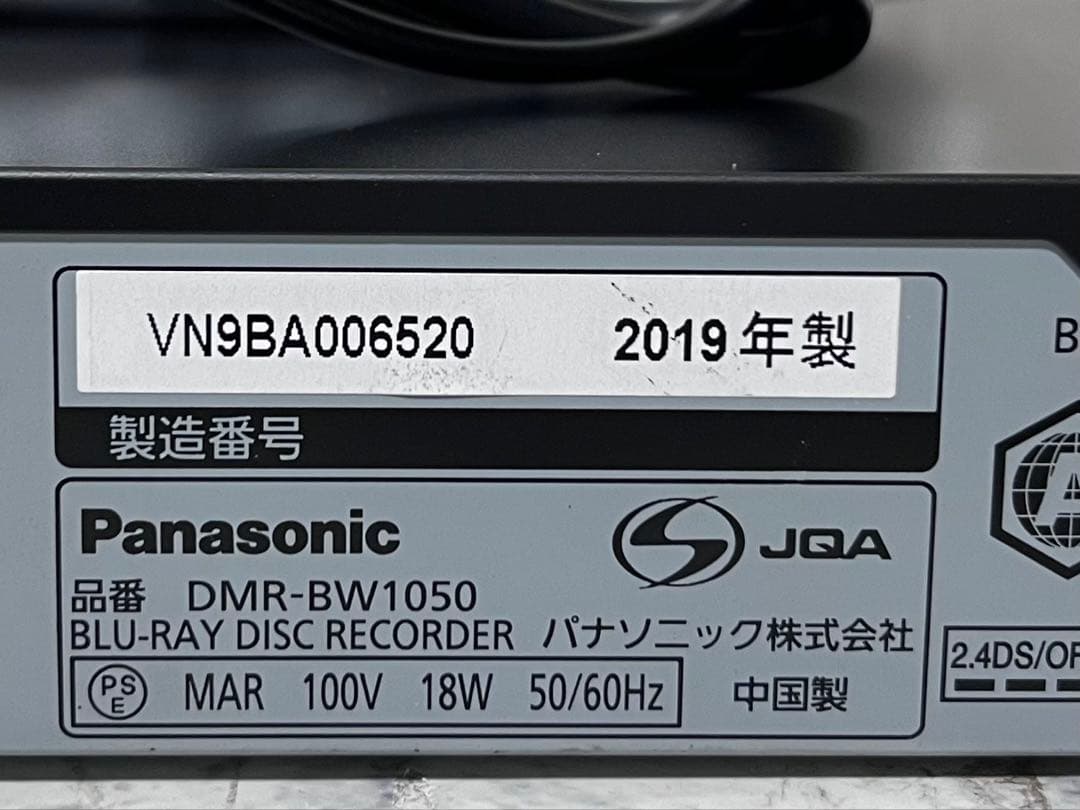 VN9BA006520 2019年製
製造番号
Panasonic
JQA
品番 DMR-BW1050
BLU-RAY DISC RECORDER パナソニック株式会社
PSE MAR 100V 18W 50/60Hz 中国製
B
A
2.4DS/OF